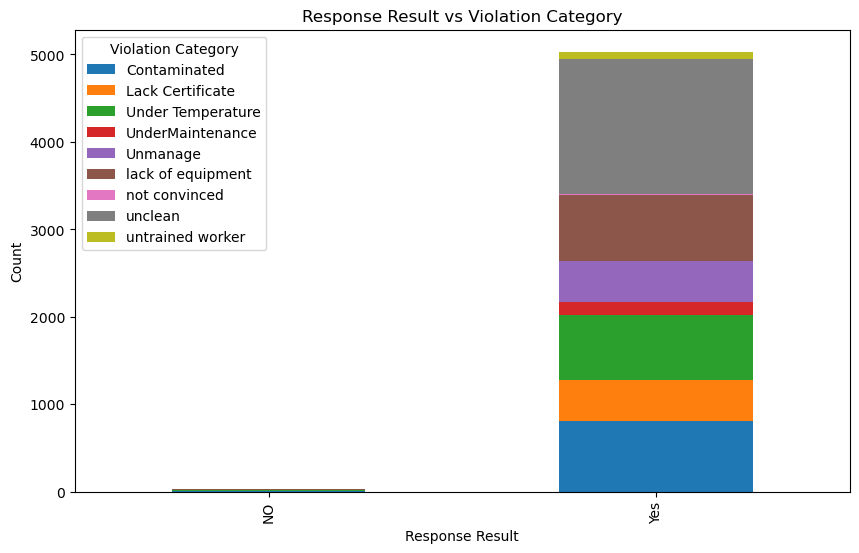 Response Result vs Violation Category
Violation Category
Contaminated
Lack Certificate
Under Temperature
UnderMaintenance
Unmanage
lack of equipment
not convinced
unclean
untrained worker
Count
5000
4000
3000
2000
1000
0
NO
Yes
Response Result